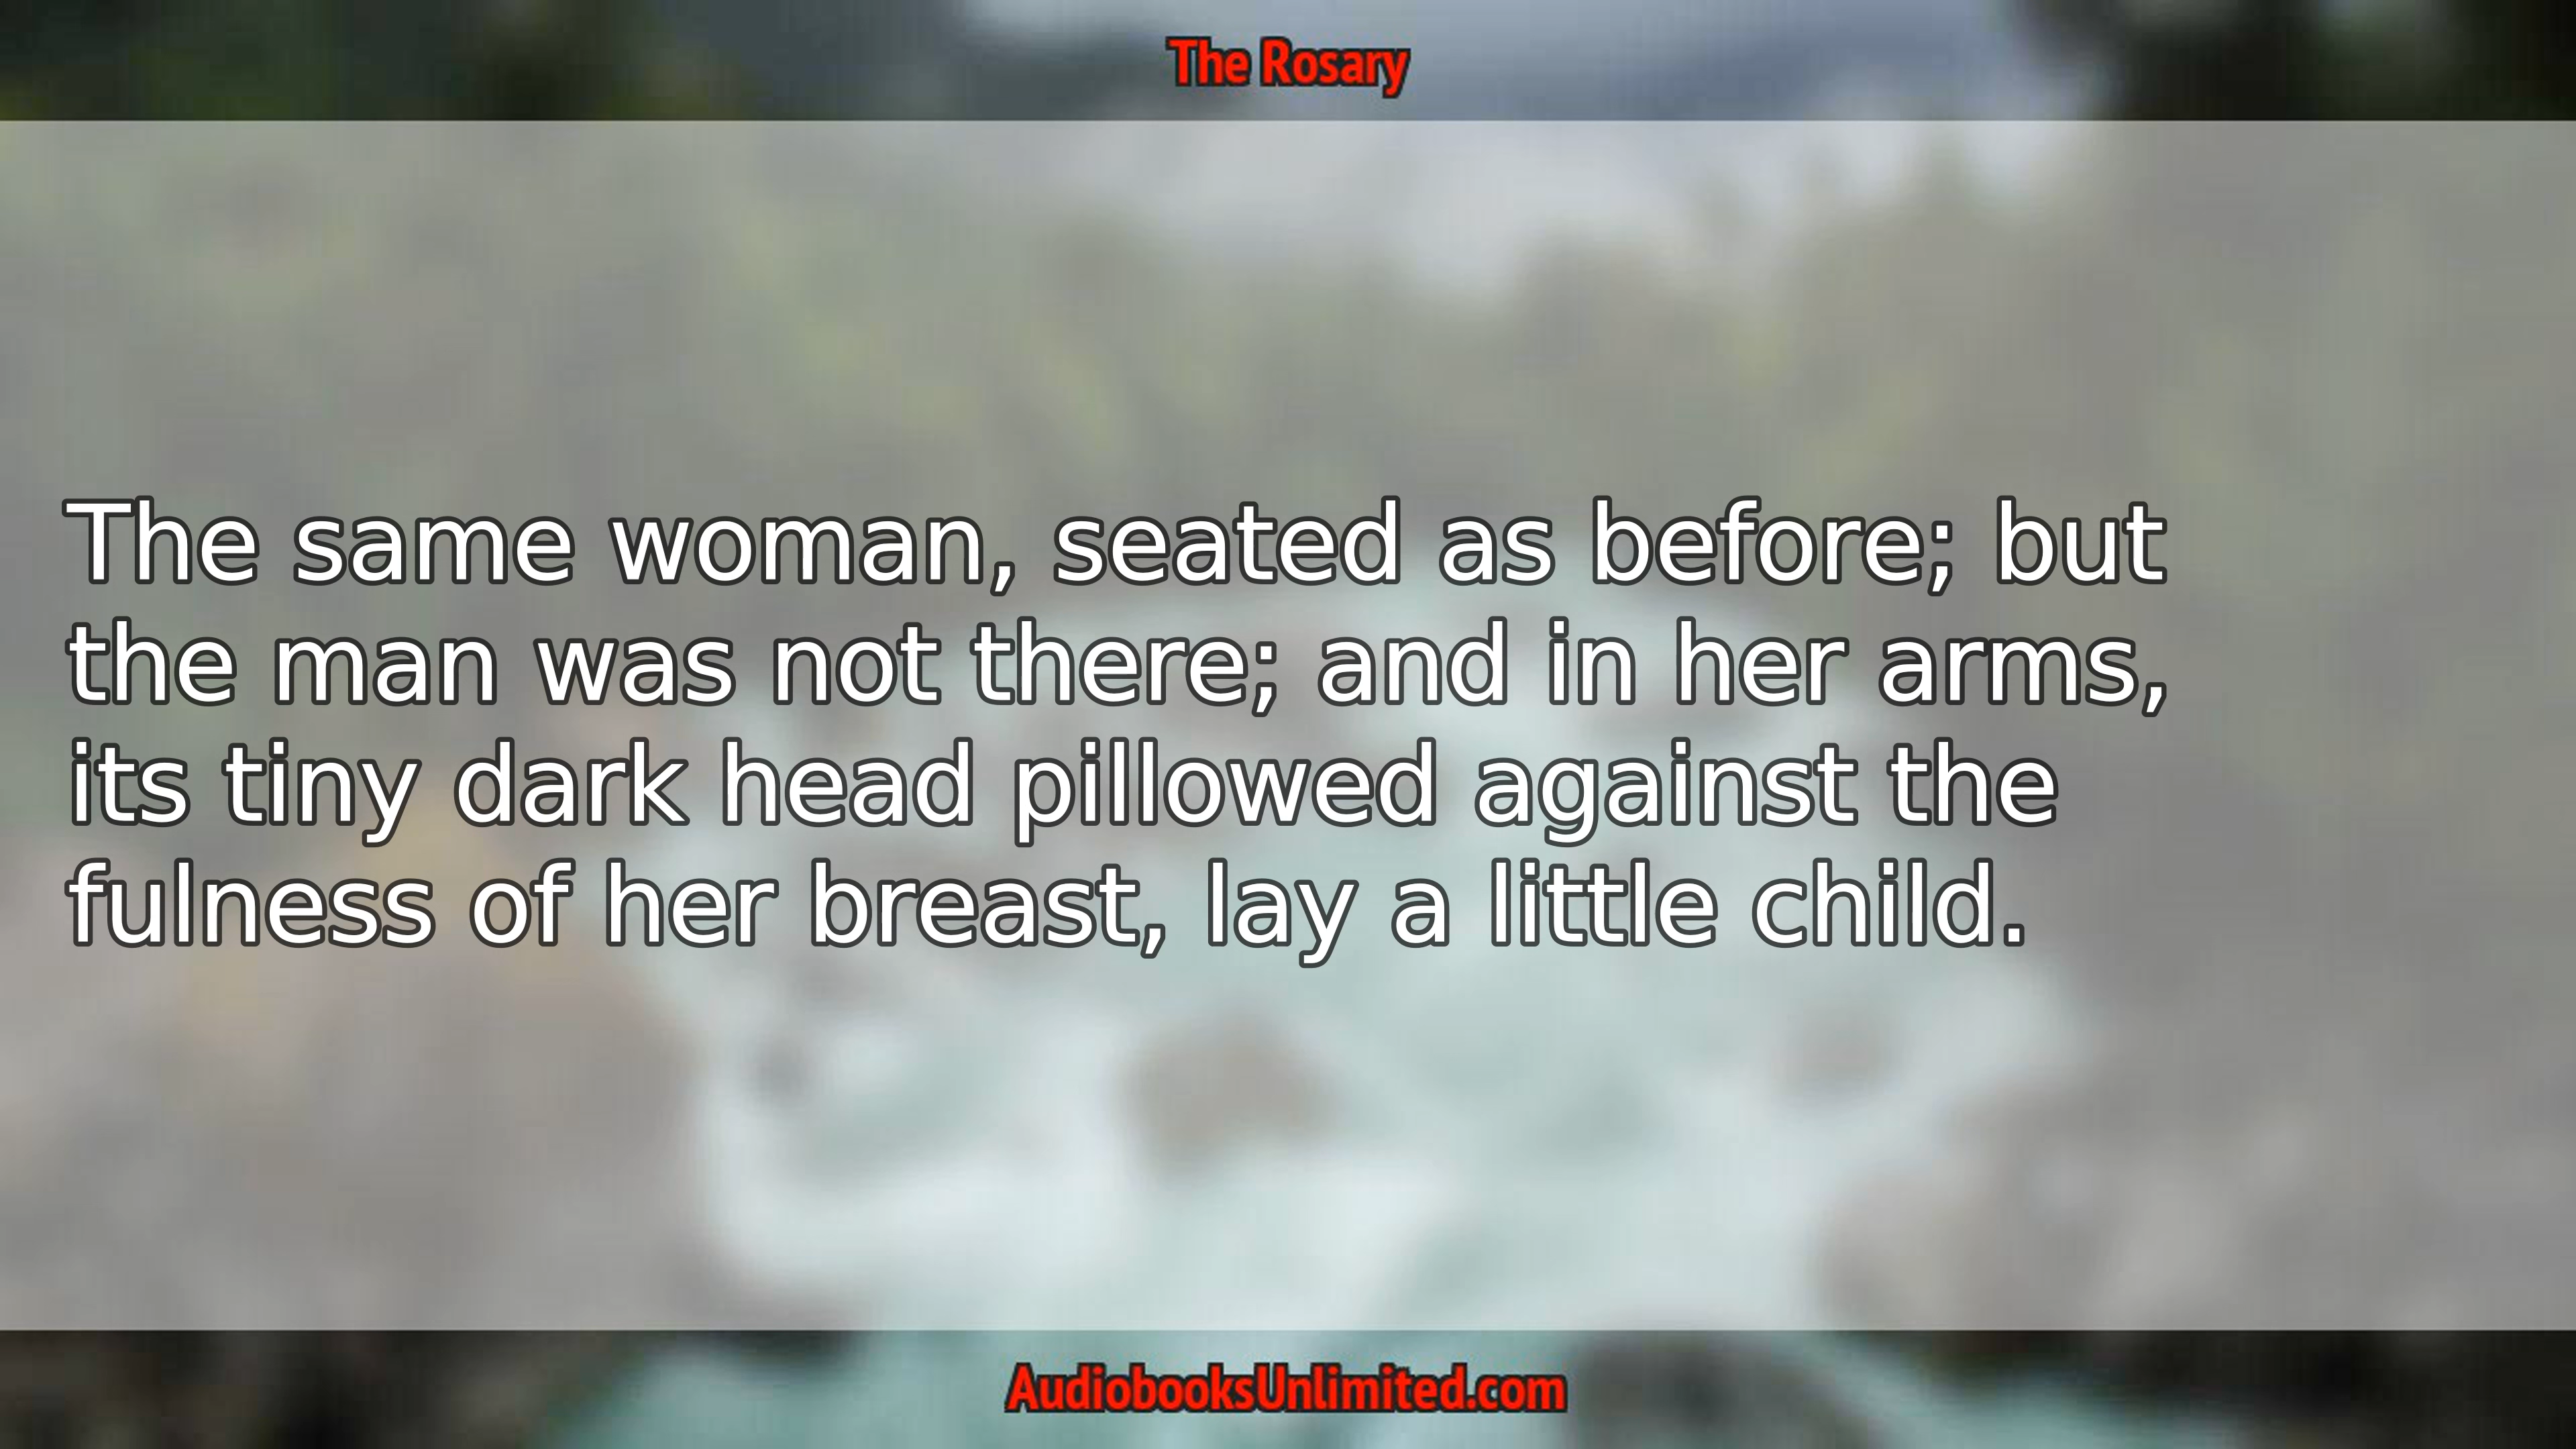 The Rosary
The same woman, seated as before; but
the man was not there; and in her arms,
its tiny dark head pillowed against the
fulness of her breast, lay a little child.
AudiobooksUnlimited.com